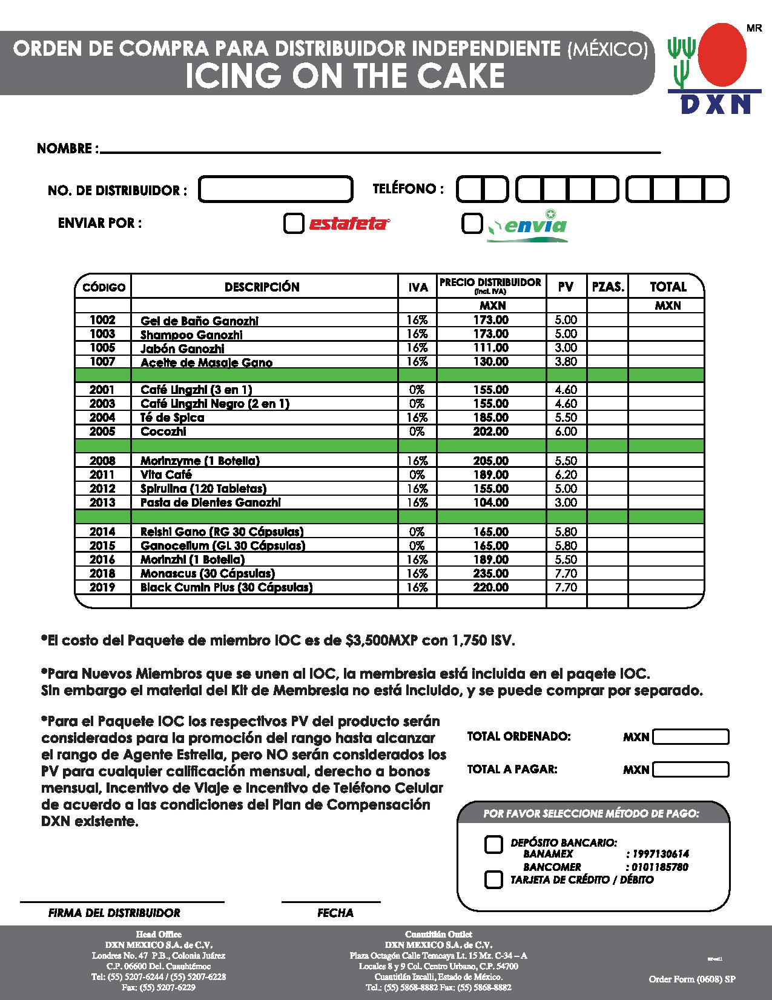 MR
ORDEN DE COMPRA PARA DISTRIBUIDOR INDEPENDIENTE (MÉXICO)
ICING ON THE CAKE
DXN
NOMBRE :
NO. DE DISTRIBUIDOR : TELÉFONO :
ENVIAR POR : estafeta envia
CÓDIGO DESCRIPCIÓN IVA PRECIO DISTRIBUIDOR (incl. IVA) PV PZAS. TOTAL
MXN MXN
1002 Gel de Baño Ganozhi 16% 173.00 5.00
1003 Shampoo Ganozhi 16% 173.00 5.00
1005 Jabón Ganozhi 16% 111.00 3.00
1007 Aceite de Masaje Gano 16% 130.00 3.80
2001 Café Lingzhi (3 en 1) 0% 155.00 4.60
2003 Café Lingzhi Negro (2 en 1) 0% 155.00 4.60
2004 Té de Spica 16% 185.00 5.50
2005 Cocozhi 0% 202.00 6.00
2008 Morinzyme (1 Botella) 16% 205.00 5.50
2011 Vita Café 0% 189.00 6.20
2012 Spirulina (120 Tabletas) 16% 155.00 5.00
2013 Pasta de Dientes Ganozhi 16% 104.00 3.00
2014 Reishi Gano (RG 30 Cápsulas) 0% 165.00 5.80
2015 Ganocelium (GL 30 Cápsulas) 0% 165.00 5.80
2016 Morinzhi (1 Botella) 16% 189.00 5.50
2018 Monascus (30 Cápsulas) 16% 235.00 7.70
2019 Black Cumin Plus (30 Cápsulas) 16% 220.00 7.70
*El costo del Paquete de miembro IOC es de $3,500MXP con 1,750 ISV.
*Para Nuevos Miembros que se unen al IOC, la membresia está incluida en el paqete IOC.
Sin embargo el material del Kit de Membresia no está incluido, y se puede comprar por separado.
*Para el Paquete IOC los respectivos PV del producto serán
considerados para la promoción del rango hasta alcanzar
el rango de Agente Estrella, pero NO serán considerados los
PV para cualquier calificación mensual, derecho a bonos
mensual, Incentivo de Viaje e Incentivo de Teléfono Celular
de acuerdo a las condiciones del Plan de Compensación
DXN existente.
TOTAL ORDENADO: MXN
TOTAL A PAGAR: MXN
POR FAVOR SELECCIONE MÉTODO DE PAGO:
DEPÓSITO BANCARIO:
BANAMEX : 1997130614
BANCOMER : 0101185780
TARJETA DE CRÉDITO / DÉBITO
FIRMA DEL DISTRIBUIDOR FECHA
Head Office
DXN MEXICO S.A. de C.V.
Londres No. 47 P.B., Colonia Juárez
C.P. 06600 Del. Cuauhtémoc
Tel: (55) 5207-6244 / (55) 5207-6228
Fax: (55) 5207-6229
Cuautitlán Outlet
DXN MEXICO S.A. de C.V.
Plaza Octagón Calle Temoaya Lt. 15 Mz. C-34 – A
Locales 8 y 9 Col. Centro Urbano, C.P. 54700
Cuautitlán Izcalli, Estado de México.
Tel.: (55) 5868-8882 Fax: (55) 5868-8882
Order Form (0608) SP